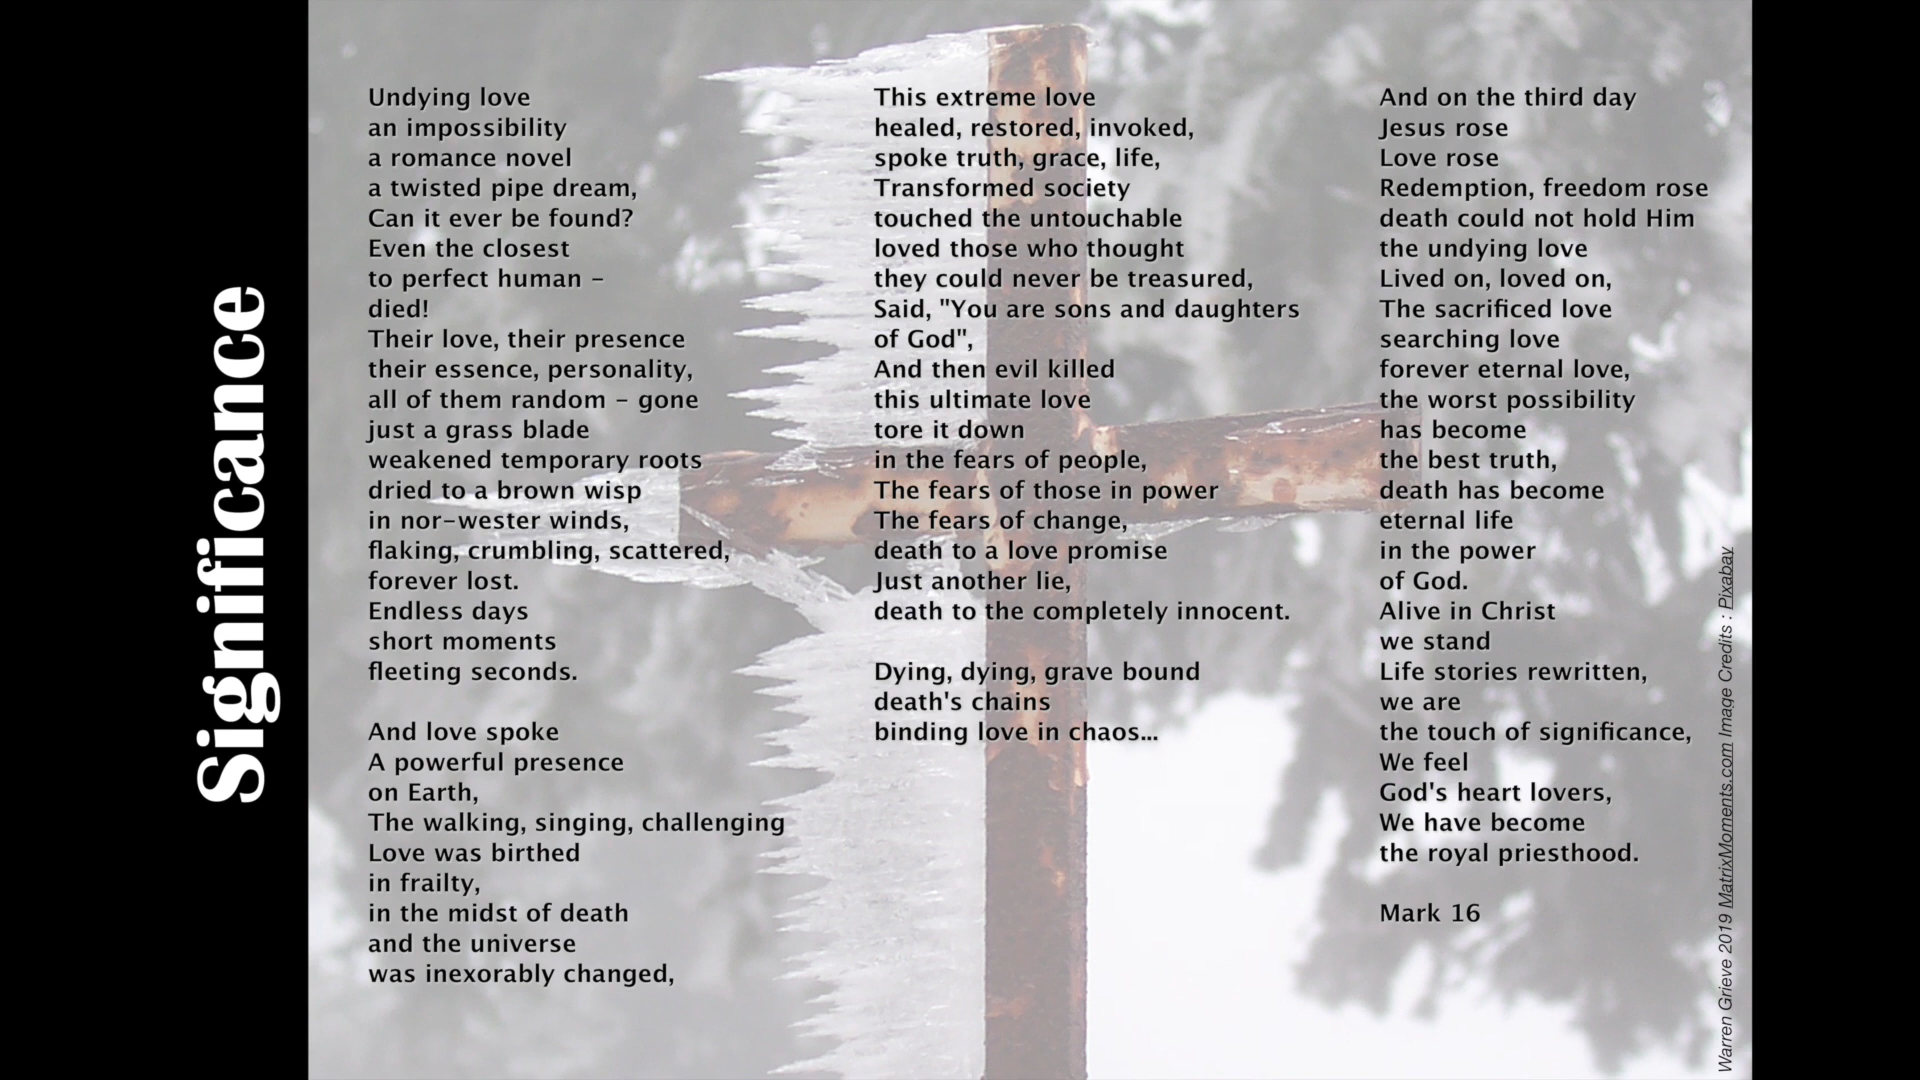 Significance
Undying love
an impossibility
a romance novel
a twisted pipe dream,
Can it ever be found?
Even the closest
to perfect human –
died!
Their love, their presence
their essence, personality,
all of them random – gone
just a grass blade
weakened temporary roots
dried to a brown wisp
in nor-wester winds,
flaking, crumbling, scattered,
forever lost.
Endless days
short moments
fleeting seconds.

And love spoke
A powerful presence
on Earth,
The walking, singing, challenging
Love was birthed
in frailty,
in the midst of death
and the universe
was inexorably changed,
This extreme love
healed, restored, invoked,
spoke truth, grace, life,
Transformed society
touched the untouchable
loved those who thought
they could never be treasured,
Said, "You are sons and daughters
of God",
And then evil killed
this ultimate love
tore it down
in the fears of people,
The fears of those in power
The fears of change,
death to a love promise
Just another lie,
death to the completely innocent.

Dying, dying, grave bound
death's chains
binding love in chaos...
And on the third day
Jesus rose
Love rose
Redemption, freedom rose
death could not hold Him
the undying love
Lived on, loved on,
The sacrificed love
searching love
forever eternal love,
the worst possibility
has become
the best truth,
death has become
eternal life
in the power
of God.
Alive in Christ
we stand
Life stories rewritten,
we are
the touch of significance,
We feel
God's heart lovers,
We have become
the royal priesthood.

Mark 16
Warren Grieve 2019 MatrixMoments.com Image Credits : Pixabay